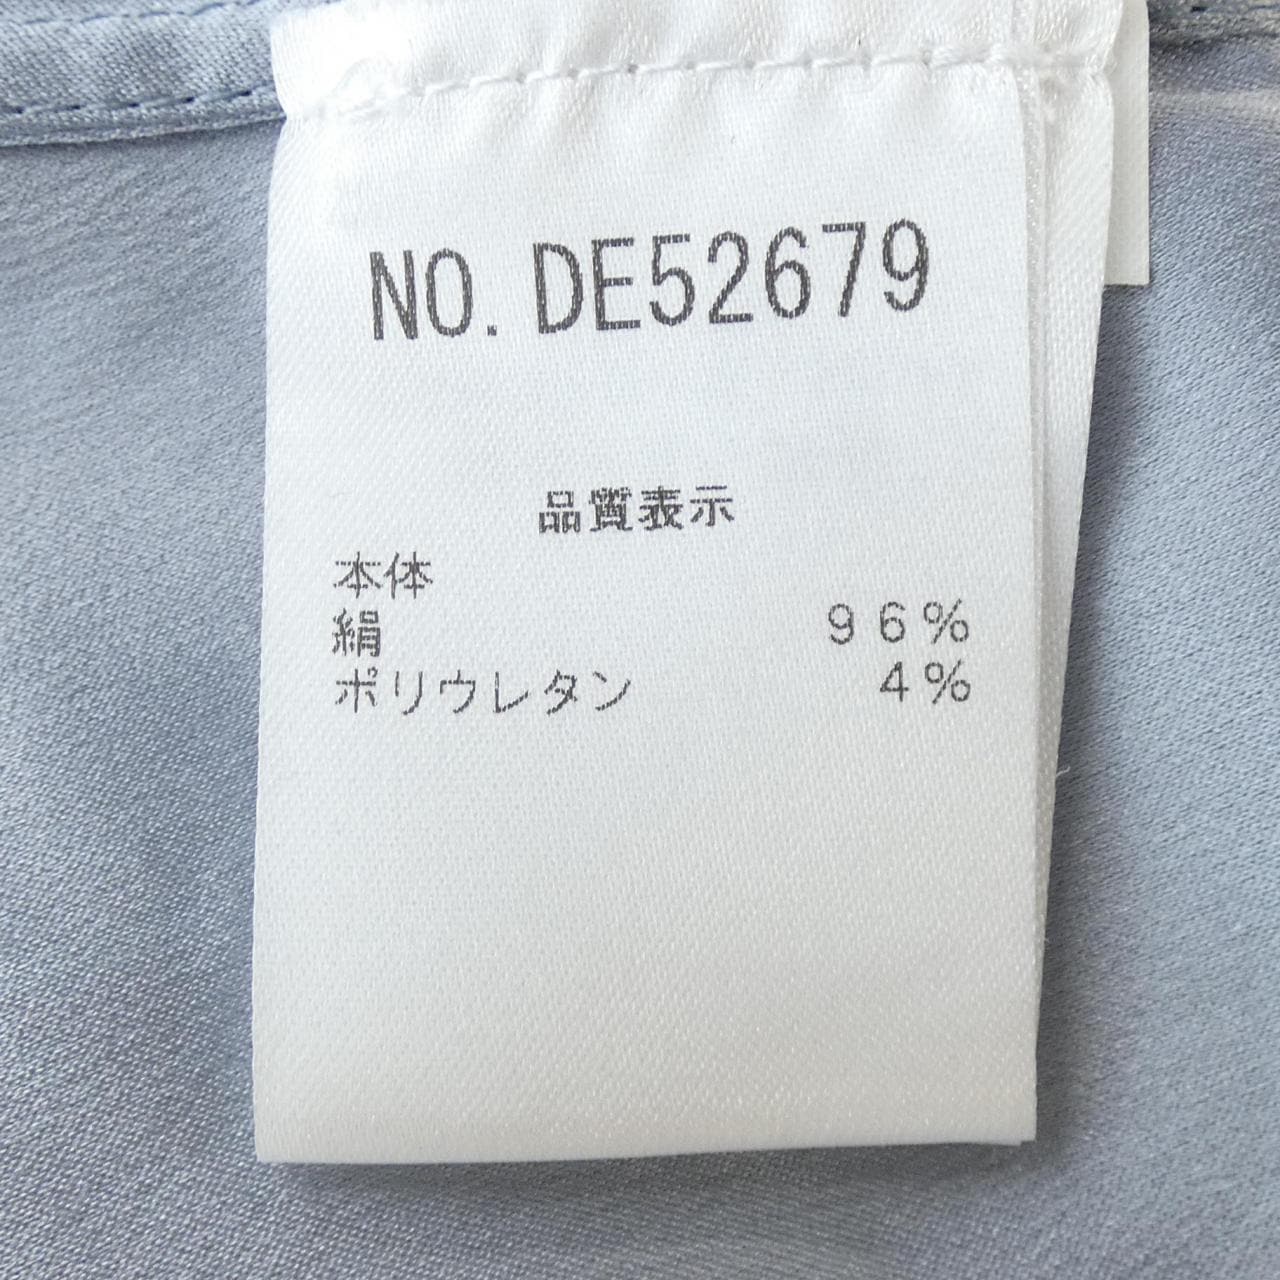 NO. DE52679
品質表示
本体
絹 96%
ポリウレタン 4%